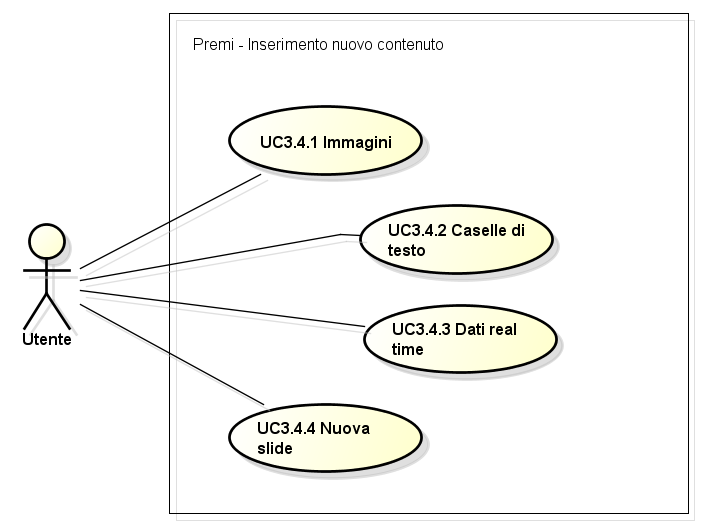 Premi - Inserimento nuovo contenuto
UC3.4.1 Immagini
UC3.4.2 Caselle di
testo
UC3.4.3 Dati real
time
Utente
UC3.4.4 Nuova
slide